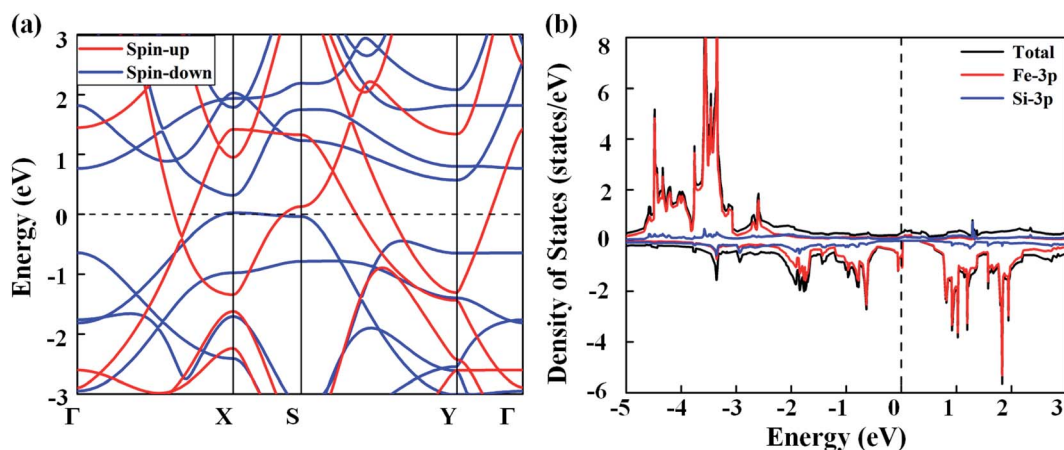 (a)
Spin-up
Spin-down
Energy (eV)
3
2
1
0
-1
-2
-3
Γ X S Y Γ
(b)
Total
Fe-3p
Si-3p
Density of States (states/eV)
8
6
4
2
0
-2
-4
-6
-5 -4 -3 -2 -1 0 1 2 3
Energy (eV)